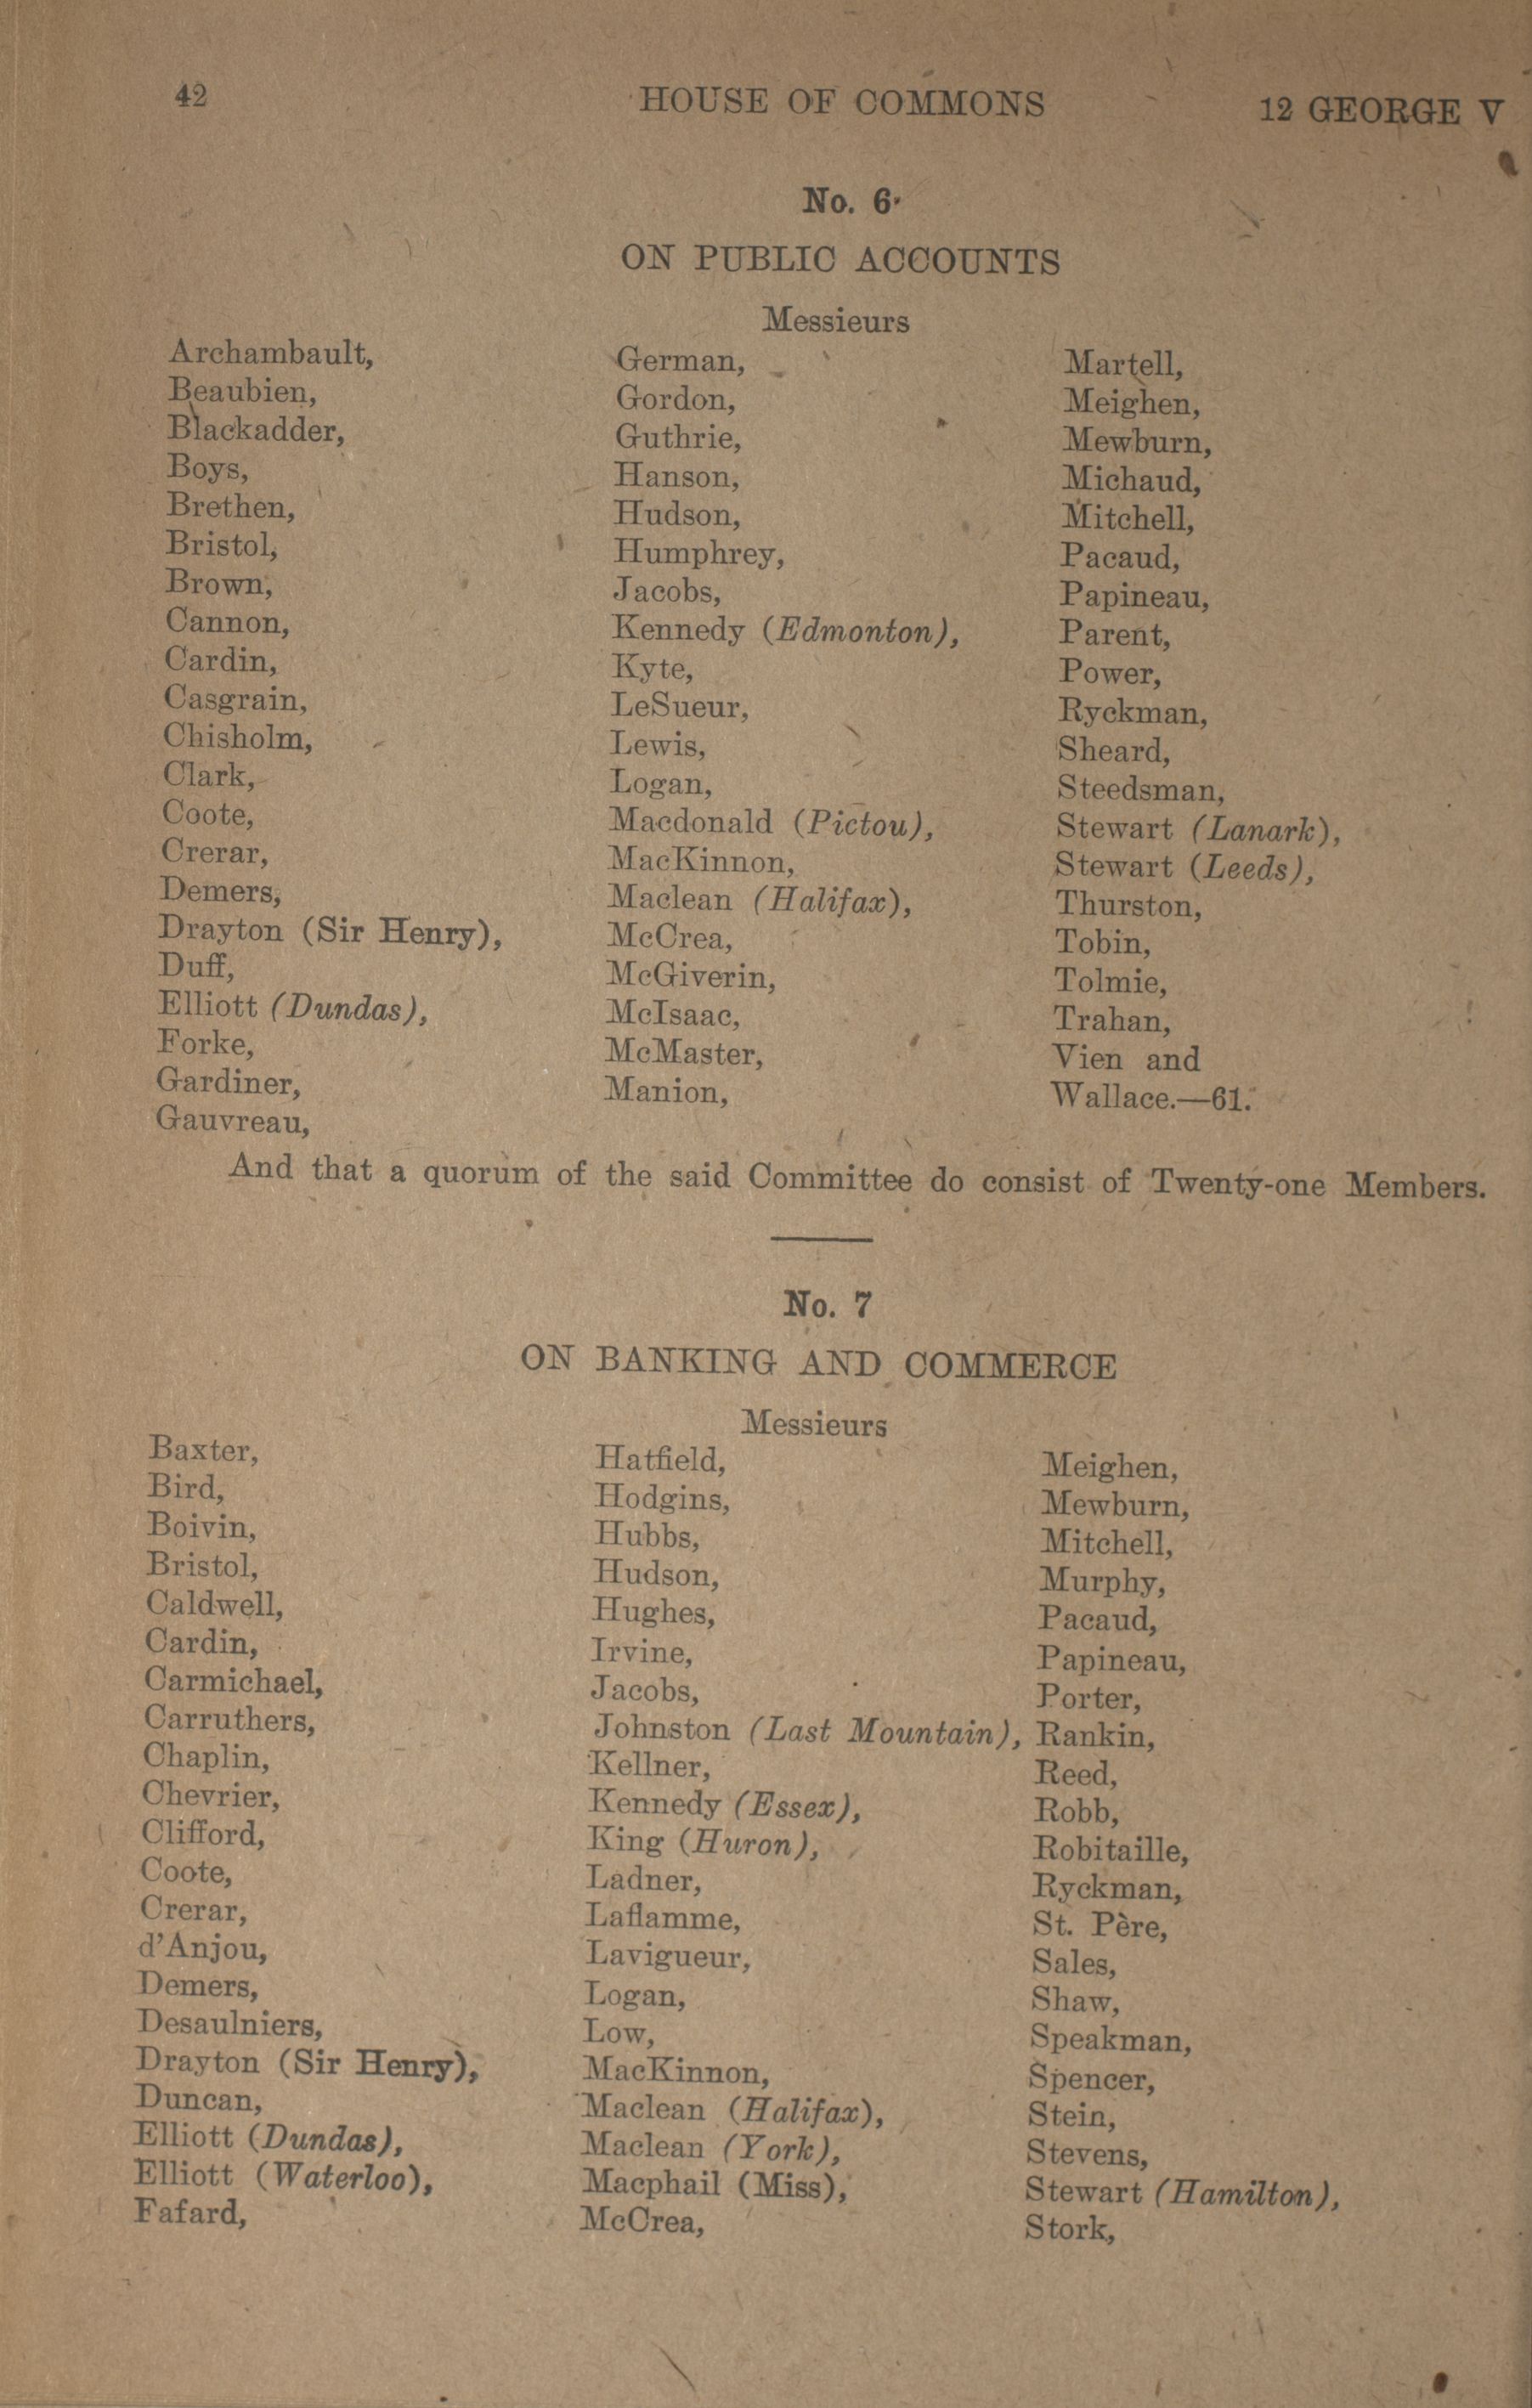 42
HOUSE OF COMMONS
12 GEORGE V
No. 6
ON PUBLIC ACCOUNTS
Messieurs
Archambault,
Beaubien,
Blackadder,
Boys,
Brethen,
Bristol,
Brown,
Cannon,
Cardin,
Casgrain,
Chisholm,
Clark,
Coote,
Crerar,
Demers,
Drayton (Sir Henry),
Duff,
Elliott (Dundas),
Forke,
Gardiner,
Gauvreau,
German,
Gordon,
Guthrie,
Hanson,
Hudson,
Humphrey,
Jacobs,
Kennedy (Edmonton),
Kyte,
LeSueur,
Lewis,
Logan,
Macdonald (Pictou),
MacKinnon,
Maclean (Halifax),
McCrea,
McGiverin,
McIsaac,
McMaster,
Manion,
Martell,
Meighen,
Mewburn,
Michaud,
Mitchell,
Pacaud,
Papineau,
Parent,
Power,
Ryckman,
Sheard,
Steedsman,
Stewart (Lanark),
Stewart (Leeds),
Thurston,
Tobin,
Tolmie,
Trahan,
Vien and
Wallace.—61.
And that a quorum of the said Committee do consist of Twenty-one Members.
No. 7
ON BANKING AND COMMERCE
Messieurs
Baxter,
Bird,
Boivin,
Bristol,
Caldwell,
Cardin,
Carmichael,
Carruthers,
Chaplin,
Chevrier,
Clifford,
Coote,
Crerar,
d'Anjou,
Demers,
Desaulniers,
Drayton (Sir Henry),
Duncan,
Elliott (Dundas),
Elliott (Waterloo),
Fafard,
Hatfield,
Hodgins,
Hubbs,
Hudson,
Hughes,
Irvine,
Jacobs,
Johnston (Last Mountain),
Kellner,
Kennedy (Essex),
King (Huron),
Ladner,
Laflamme,
Lavigueur,
Logan,
Low,
MacKinnon,
Maclean (Halifax),
Maclean (York),
Macphail (Miss),
McCrea,
Meighen,
Mewburn,
Mitchell,
Murphy,
Pacaud,
Papineau,
Porter,
Rankin,
Reed,
Robb,
Robitaille,
Ryckman,
St. Père,
Sales,
Shaw,
Speakman,
Spencer,
Stein,
Stevens,
Stewart (Hamilton),
Stork,